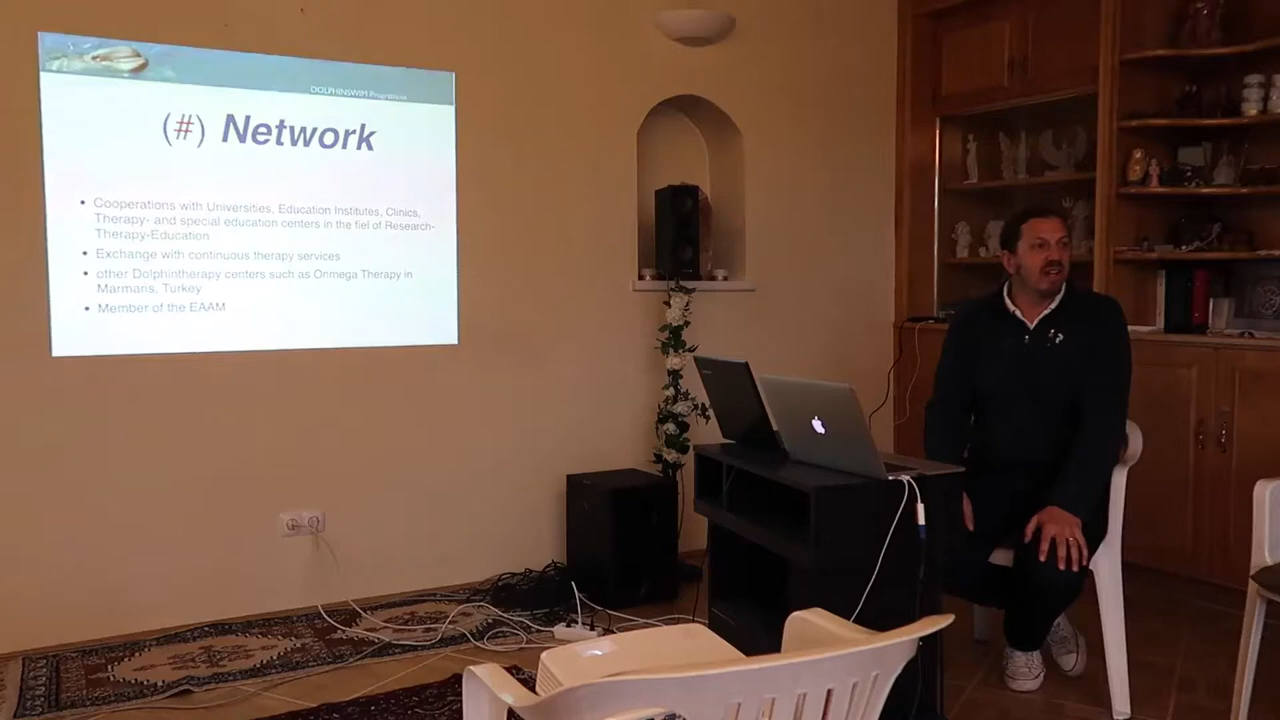 DOLPHINSWIM Programme
(#) Network
• Cooperations with Universities, Education Institutes, Clinics,
Therapy- and special education centers in the fiel of Research-
Therapy-Education
• Exchange with continuous therapy services
• other Dolphintherapy centers such as Onmega Therapy in
Marmaris, Turkey
• Member of the EAAM